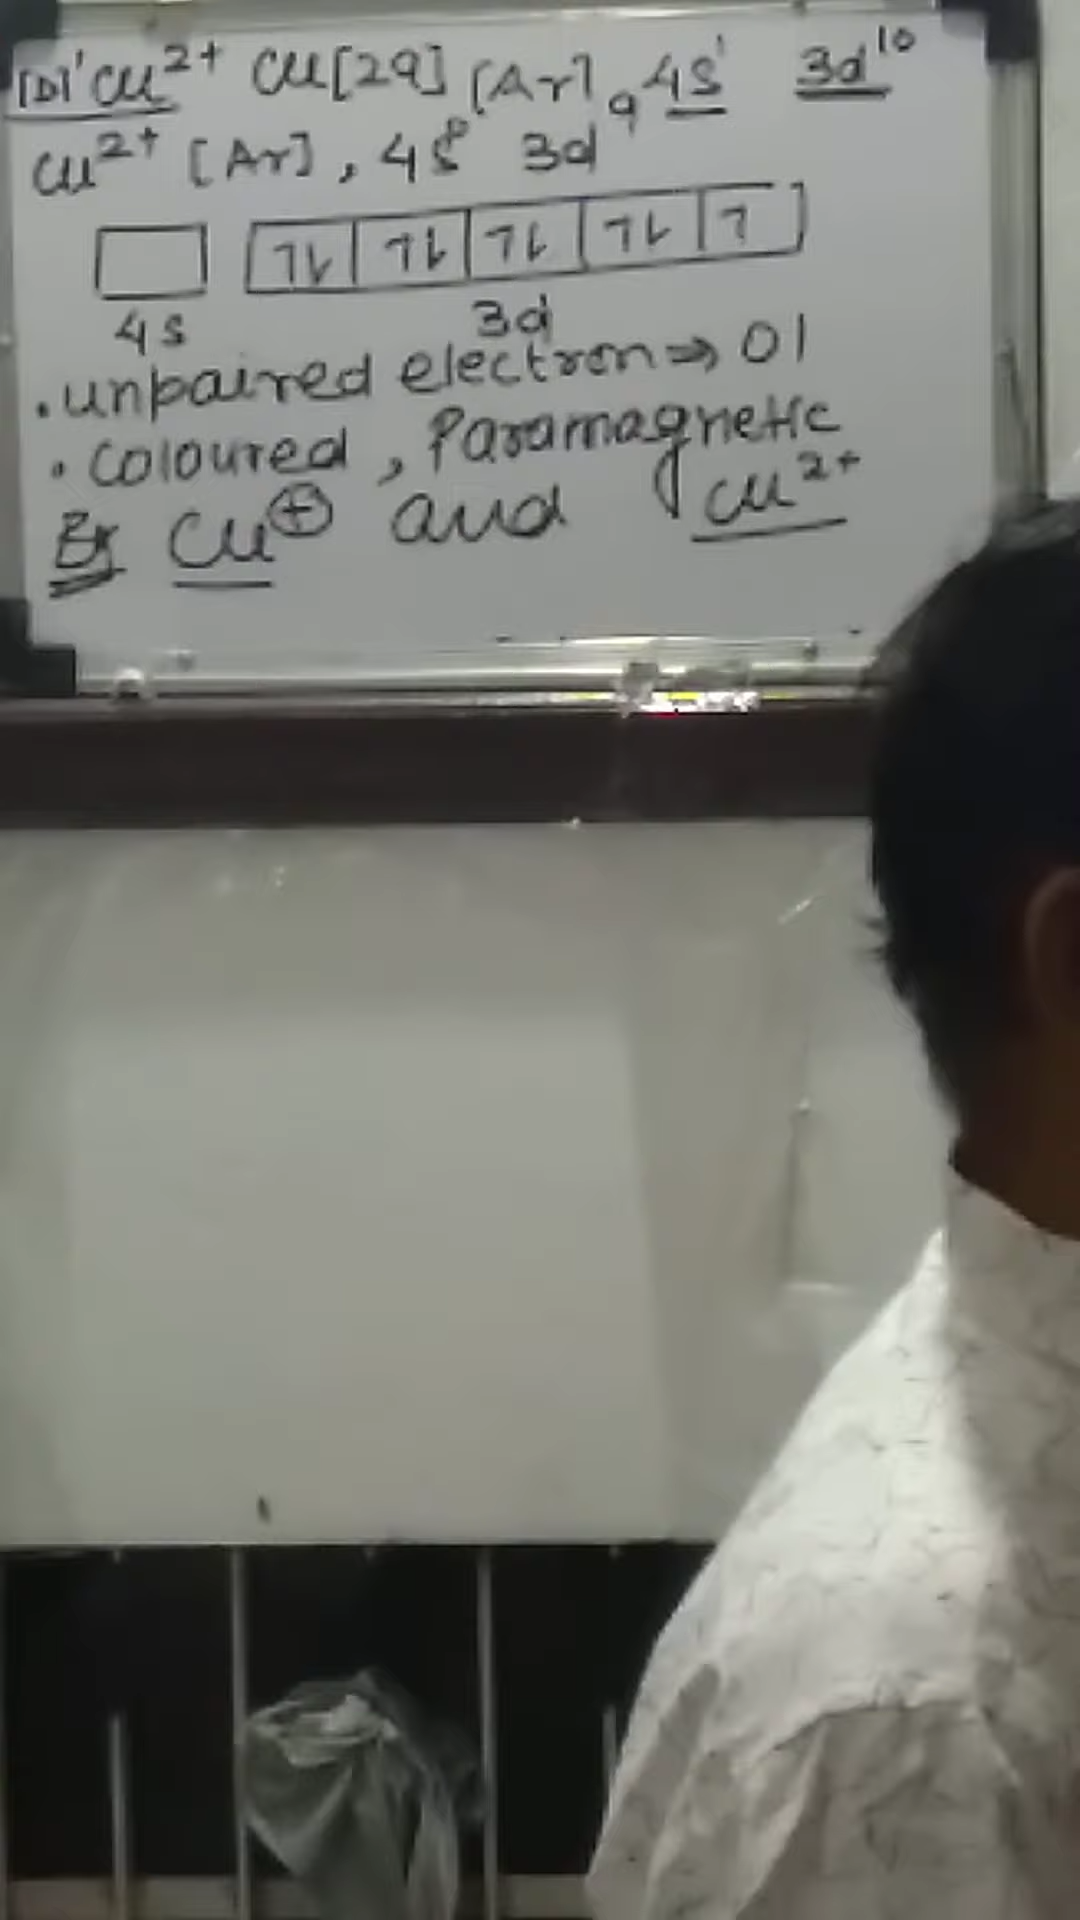 [D] Cu²⁺ Cu[29] [Ar], 4s¹ 3d¹⁰
Cu²⁺ [Ar], 4s⁰ 3d⁹
4s 3d
. unpaired electron ⇒ 01
. Coloured, Paramagnetic
Ex Cu⊕ and Cu²⁺